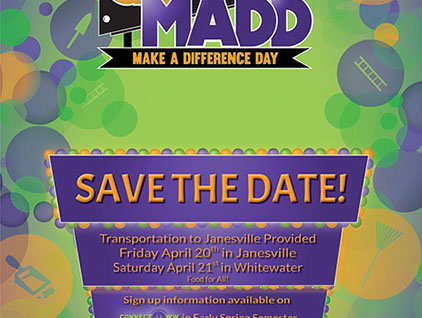 MADD
MAKE A DIFFERENCE DAY
SAVE THE DATE!
Transportation to Janesville Provided
Friday April 20th in Janesville
Saturday April 21st in Whitewater
Food for All!
Sign up information available on
CONNECT in Early Spring Semester